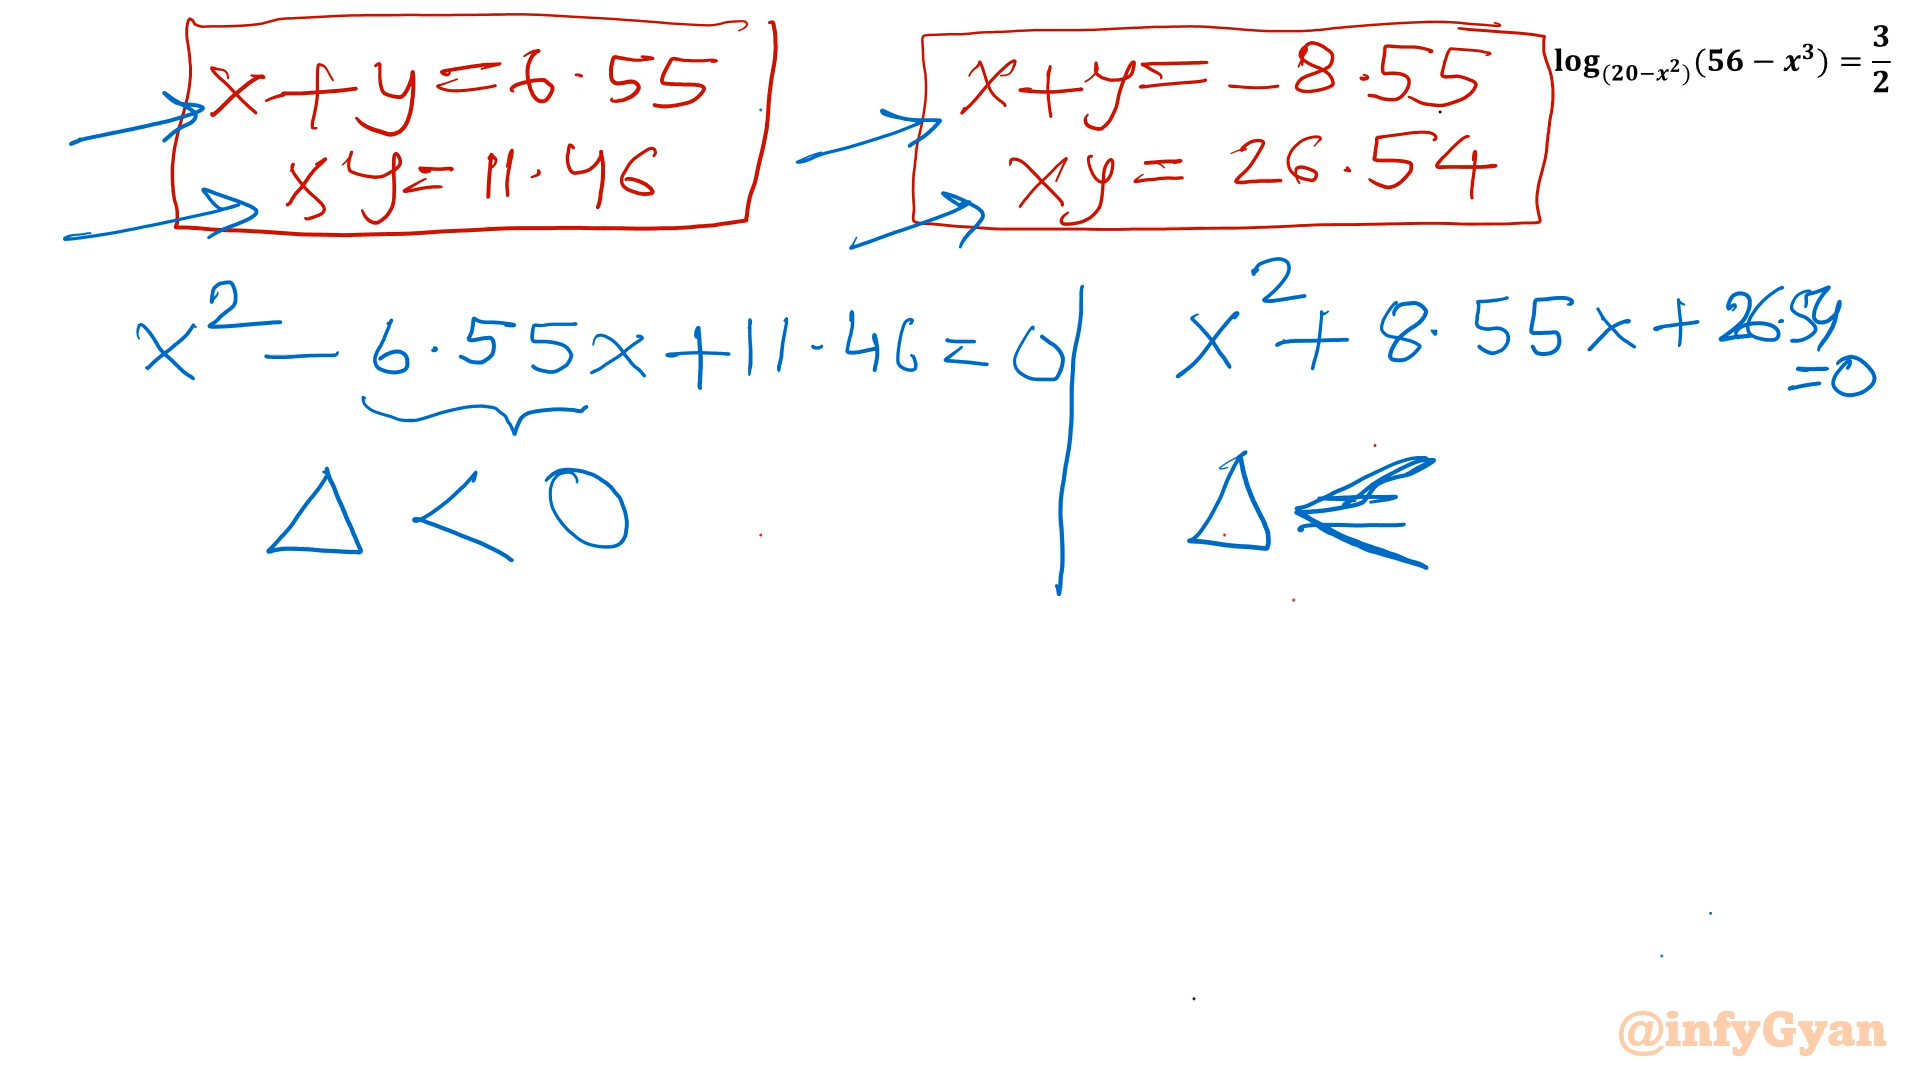 x+y=6.55
xy=11.46
x+y=-8.55
xy=26.54
log₍₂₀₋ₓ²₎(56 − x³) = 3/2
x²-6.55x+11.46=0
x²+8.55x+26.54
=0
Δ<0
Δ<
@infyGyan